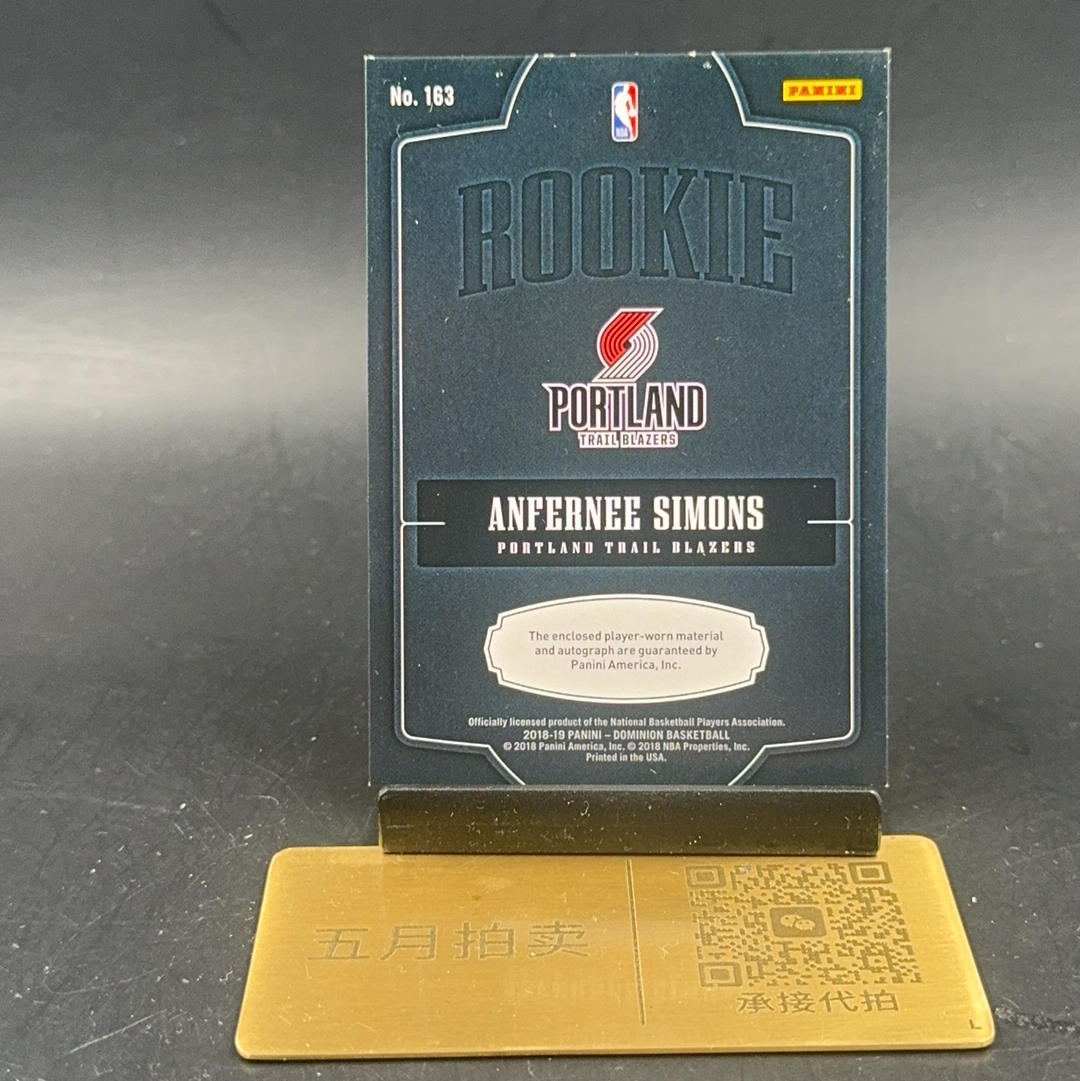 No. 163
NBA
PANINI
ROOKIE
PORTLAND
TRAIL BLAZERS
ANFERNEE SIMONS
PORTLAND TRAIL BLAZERS
The enclosed player-worn material
and autograph are guaranteed by
Panini America, Inc.
Officially licensed product of the National Basketball Players Association.
2018-19 PANINI – DOMINION BASKETBALL
© 2018 Panini America, Inc. © 2018 NBA Properties, Inc.
Printed in the USA.
五月拍卖
承接代拍
L